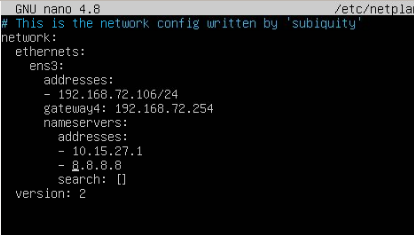 GNU nano 4.8 /etc/netpla
# This is the network config written by 'subiquity'
network:
  ethernets:
    ens3:
      addresses:
      - 192.168.72.106/24
      gateway4: 192.168.72.254
      nameservers:
        addresses:
        - 10.15.27.1
        - 8.8.8.8
        search: []
  version: 2